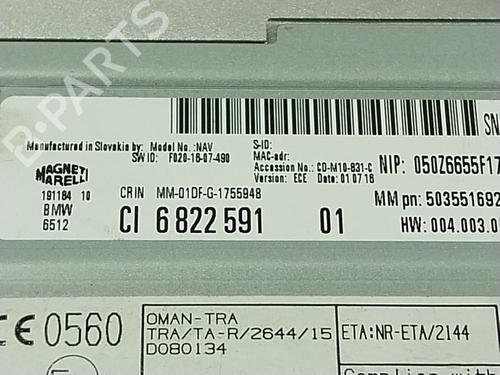 SN
Manufactured in Slovakia by: Model No.:NAV S-ID:
SW ID: F020-16-07-490 MAC-adr:
Accession No.: CD-M10-831-C NIP: 050Z6655F17
Version: ECE Date: 01 07 16
MAGNETI
MARELLI
191184 10 CRIN MM-01DF-G-1755948 MM pn: 503551692
BMW
6512 CI 6 822 591 01 HW: 004.003.0
CE 0560
OMAN-TRA
TRA/TA-R/2644/15
D080134
ETA:NR-ETA/2144
B-Parts